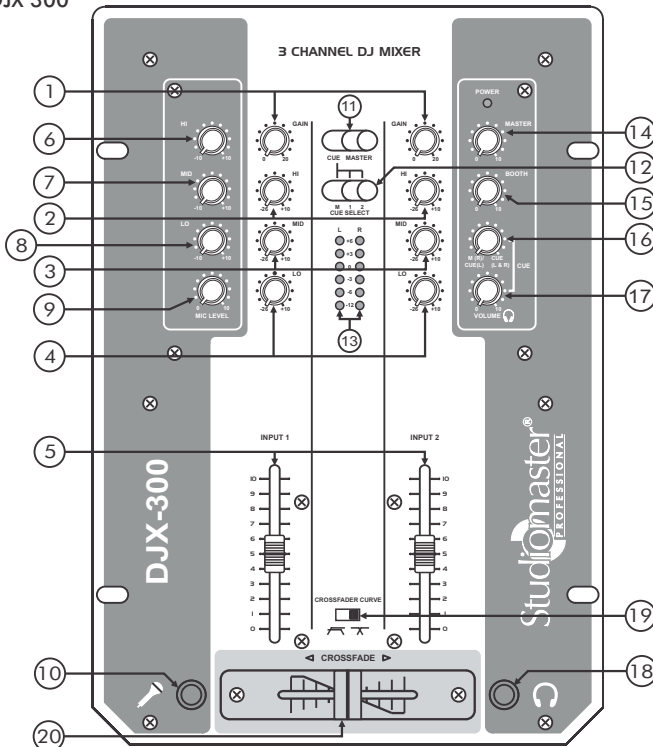 DJX 300
3 CHANNEL DJ MIXER
1
11
POWER
HI
GAIN
GAIN
MASTER
6
14
-10 +10
0 20
CUE MASTER
0 20
0 10
12
MID
HI
HI
BOOTH
7
-10 +10
-26 +10
M 1 2
CUE SELECT
-26 +10
0 10
15
2
LO
MID
L R
MID
8
16
+6
+3
0
-3
-6
-12
-10 +10
-26 +10
-26 +10
M (R)/
CUE(L)
CUE
(L & R)
CUE
3
LO
LO
9
17
0 10
MIC LEVEL
-26 +10
-26 +10
0 10
VOLUME
13
4
INPUT 1
INPUT 2
5
10
9
8
7
6
5
4
3
2
1
0
10
9
8
7
6
5
4
3
2
1
0
DJX-300
Studiomaster
PROFESSIONAL
CROSSFADER CURVE
19
CROSSFADE
10
18
20